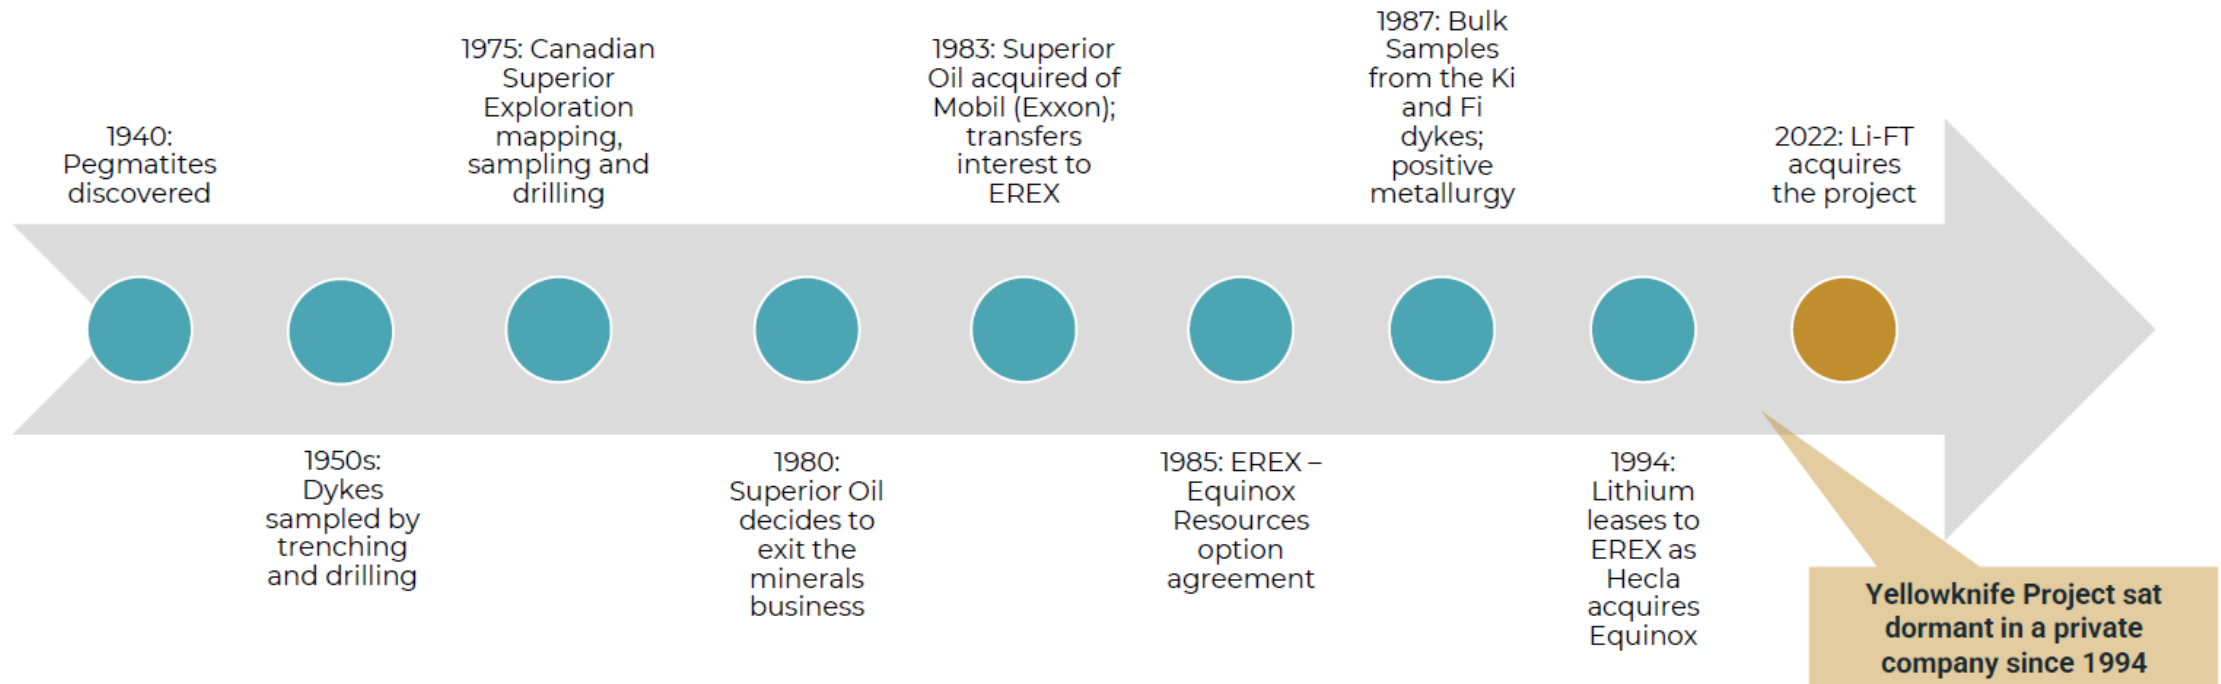 1940:
Pegmatites
discovered
1950s:
Dykes
sampled by
trenching
and drilling
1975: Canadian
Superior
Exploration
mapping,
sampling and
drilling
1980:
Superior Oil
decides to
exit the
minerals
business
1983: Superior
Oil acquired of
Mobil (Exxon);
transfers
interest to
EREX
1985: EREX –
Equinox
Resources
option
agreement
1987: Bulk
Samples
from the Ki
and Fi
dykes;
positive
metallurgy
1994:
Lithium
leases to
EREX as
Hecla
acquires
Equinox
2022: Li-FT
acquires
the project
Yellowknife Project sat
dormant in a private
company since 1994